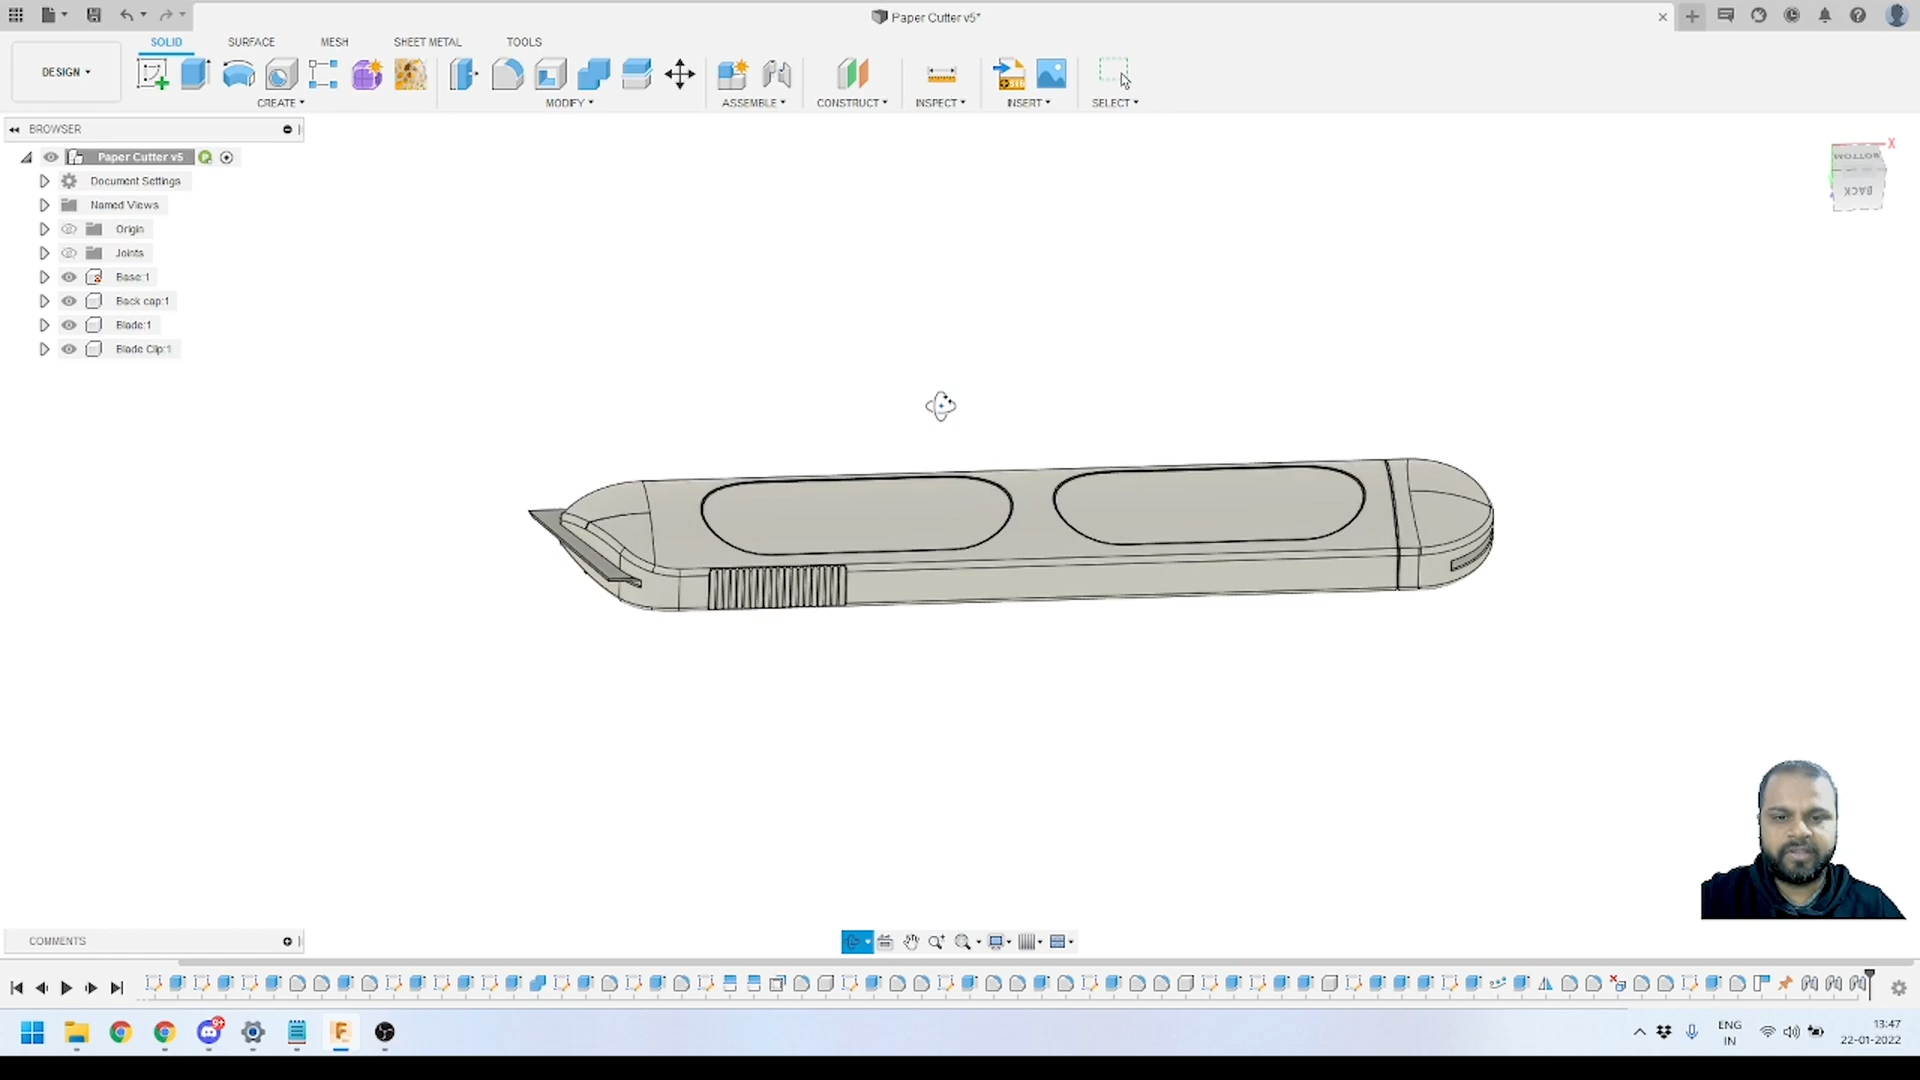 Paper Cutter v5*
DESIGN
SOLID SURFACE MESH SHEET METAL TOOLS
CREATE MODIFY ASSEMBLE CONSTRUCT INSPECT INSERT SELECT
BROWSER
Paper Cutter v5
Document Settings
Named Views
Origin
Joints
Base:1
Back cap:1
Blade:1
Blade Clip:1
X
BOTTOM
BACK
COMMENTS
9+
ENG
IN
13:47
22-01-2022